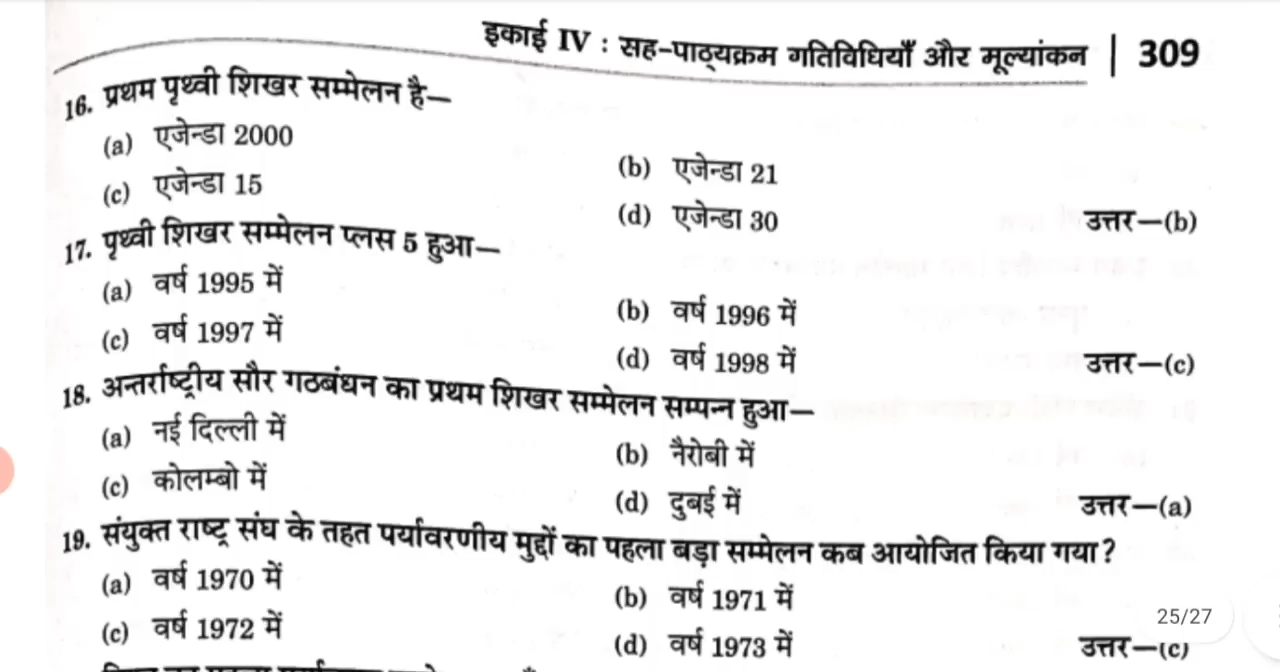 इकाई IV : सह-पाठ्यक्रम गतिविधियाँ और मूल्यांकन | 309
16. प्रथम पृथ्वी शिखर सम्मेलन है—
(a) एजेन्डा 2000
(b) एजेन्डा 21
(c) एजेन्डा 15
(d) एजेन्डा 30 उत्तर—(b)
17. पृथ्वी शिखर सम्मेलन प्लस 5 हुआ—
(a) वर्ष 1995 में
(b) वर्ष 1996 में
(c) वर्ष 1997 में
(d) वर्ष 1998 में उत्तर—(c)
18. अन्तर्राष्ट्रीय सौर गठबंधन का प्रथम शिखर सम्मेलन सम्पन्न हुआ—
(a) नई दिल्ली में
(b) नैरोबी में
(c) कोलम्बो में
(d) दुबई में उत्तर—(a)
19. संयुक्त राष्ट्र संघ के तहत पर्यावरणीय मुद्दों का पहला बड़ा सम्मेलन कब आयोजित किया गया?
(a) वर्ष 1970 में
(b) वर्ष 1971 में
25/27
(c) वर्ष 1972 में
(d) वर्ष 1973 में उत्तर—(c)